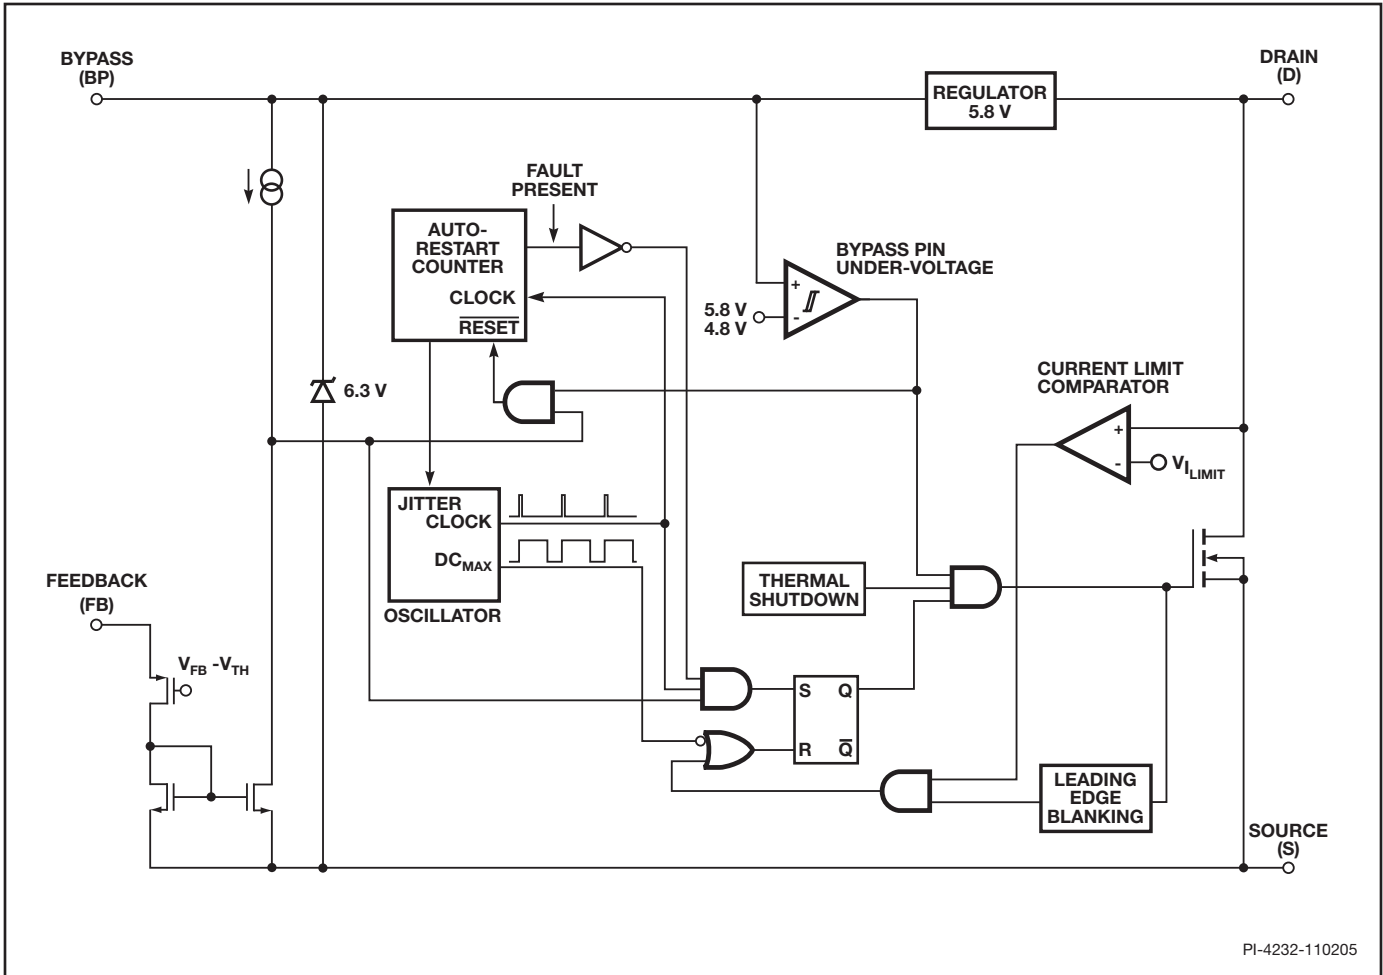 BYPASS
(BP)
DRAIN
(D)
REGULATOR
5.8 V
FAULT
PRESENT
AUTO-
RESTART
COUNTER
CLOCK
RESET
BYPASS PIN
UNDER-VOLTAGE
+
-
5.8 V
4.8 V
6.3 V
CURRENT LIMIT
COMPARATOR
+
-
VILIMIT
JITTER
CLOCK
DCMAX
OSCILLATOR
THERMAL
SHUTDOWN
FEEDBACK
(FB)
VFB -VTH
S Q
R Q̅
LEADING
EDGE
BLANKING
SOURCE
(S)
PI-4232-110205